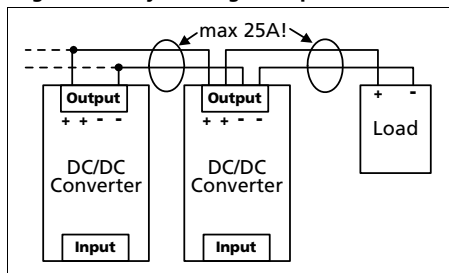 max 25A!
Output
Output
+ + - -
+ + - -
+ -
Load
DC/DC
Converter
DC/DC
Converter
Input
Input